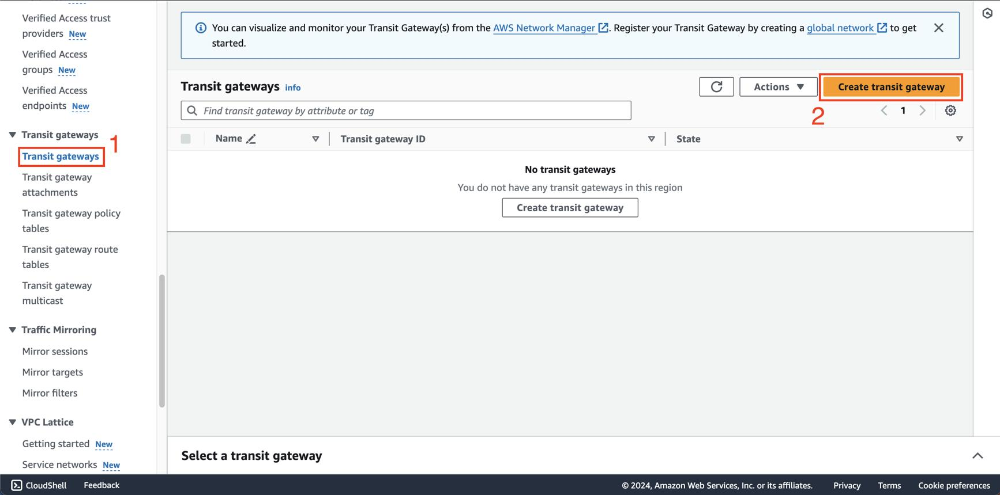 Verified Access trust
providers New
Verified Access
groups New
Verified Access
endpoints New
Transit gateways
1
Transit gateways
Transit gateway
attachments
Transit gateway policy
tables
Transit gateway route
tables
Transit gateway
multicast
Traffic Mirroring
Mirror sessions
Mirror targets
Mirror filters
VPC Lattice
Getting started New
Service networks New
You can visualize and monitor your Transit Gateway(s) from the AWS Network Manager. Register your Transit Gateway by creating a global network to get
started.
Transit gateways info
Actions
Create transit gateway
Find transit gateway by attribute or tag
2
1
Name Transit gateway ID State
No transit gateways
You do not have any transit gateways in this region
Create transit gateway
Select a transit gateway
CloudShell Feedback © 2024, Amazon Web Services, Inc. or its affiliates. Privacy Terms Cookie preferences